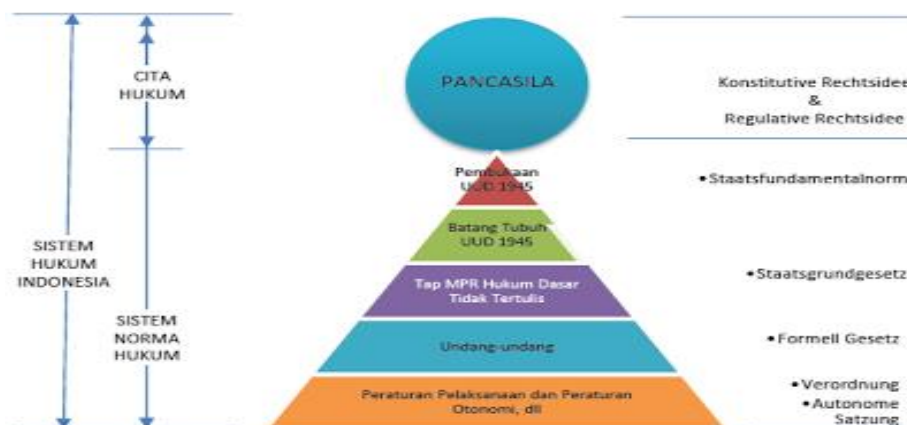 CITA
HUKUM
SISTEM
HUKUM
INDONESIA
SISTEM
NORMA
HUKUM
PANCASILA
Pembukaan
UUD 1945
Batang Tubuh
UUD 1945
Tap MPR Hukum Dasar
Tidak Tertulis
Undang-undang
Peraturan Pelaksanaan dan Peraturan
Otonomi, dll
Konstitutive Rechtsidee
&
Regulative Rechtsidee
•Staatsfundamentalnorm
•Staatsgrundgesetz
•Formell Gesetz
•Verordnung
•Autonome
Satzung